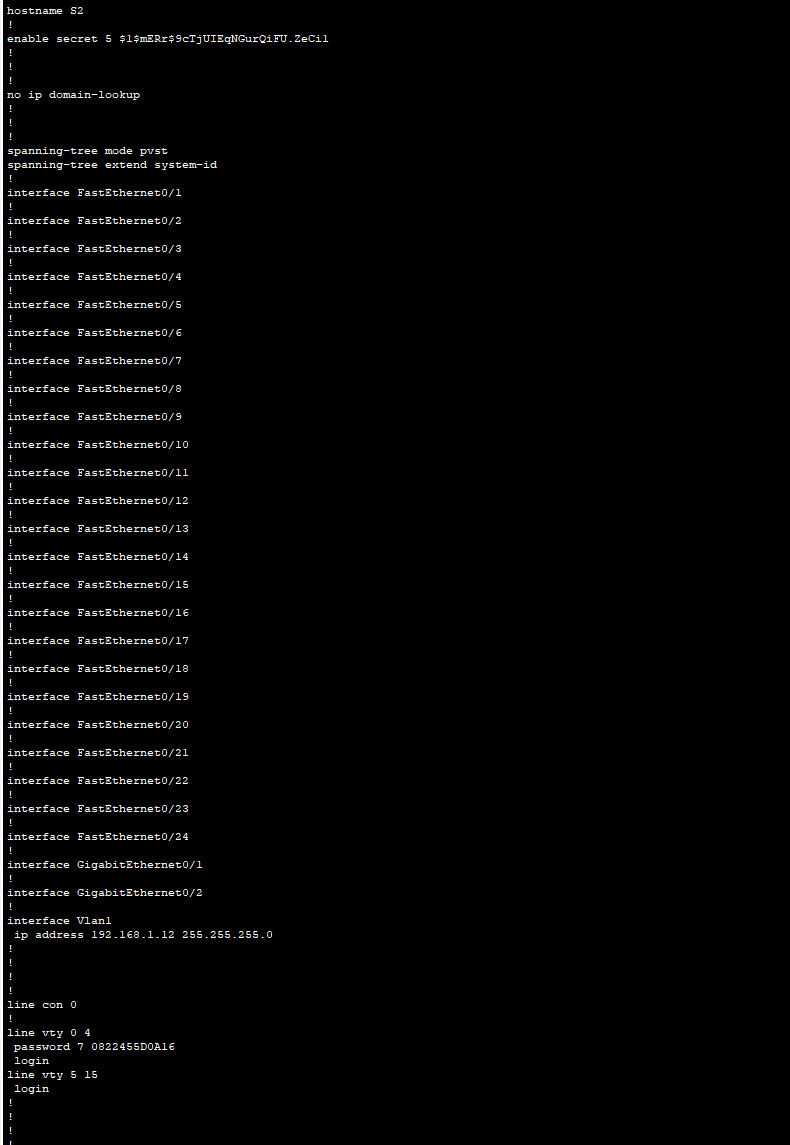 hostname S2
!
enable secret 5 $1$mERr$9cTjUIEqNGurQiFU.ZeCi1
!
!
!
no ip domain-lookup
!
!
!
spanning-tree mode pvst
spanning-tree extend system-id
!
interface FastEthernet0/1
!
interface FastEthernet0/2
!
interface FastEthernet0/3
!
interface FastEthernet0/4
!
interface FastEthernet0/5
!
interface FastEthernet0/6
!
interface FastEthernet0/7
!
interface FastEthernet0/8
!
interface FastEthernet0/9
!
interface FastEthernet0/10
!
interface FastEthernet0/11
!
interface FastEthernet0/12
!
interface FastEthernet0/13
!
interface FastEthernet0/14
!
interface FastEthernet0/15
!
interface FastEthernet0/16
!
interface FastEthernet0/17
!
interface FastEthernet0/18
!
interface FastEthernet0/19
!
interface FastEthernet0/20
!
interface FastEthernet0/21
!
interface FastEthernet0/22
!
interface FastEthernet0/23
!
interface FastEthernet0/24
!
interface GigabitEthernet0/1
!
interface GigabitEthernet0/2
!
interface Vlan1
 ip address 192.168.1.12 255.255.255.0
!
!
!
!
line con 0
!
line vty 0 4
 password 7 0822455D0A16
 login
line vty 5 15
 login
!
!
!
!